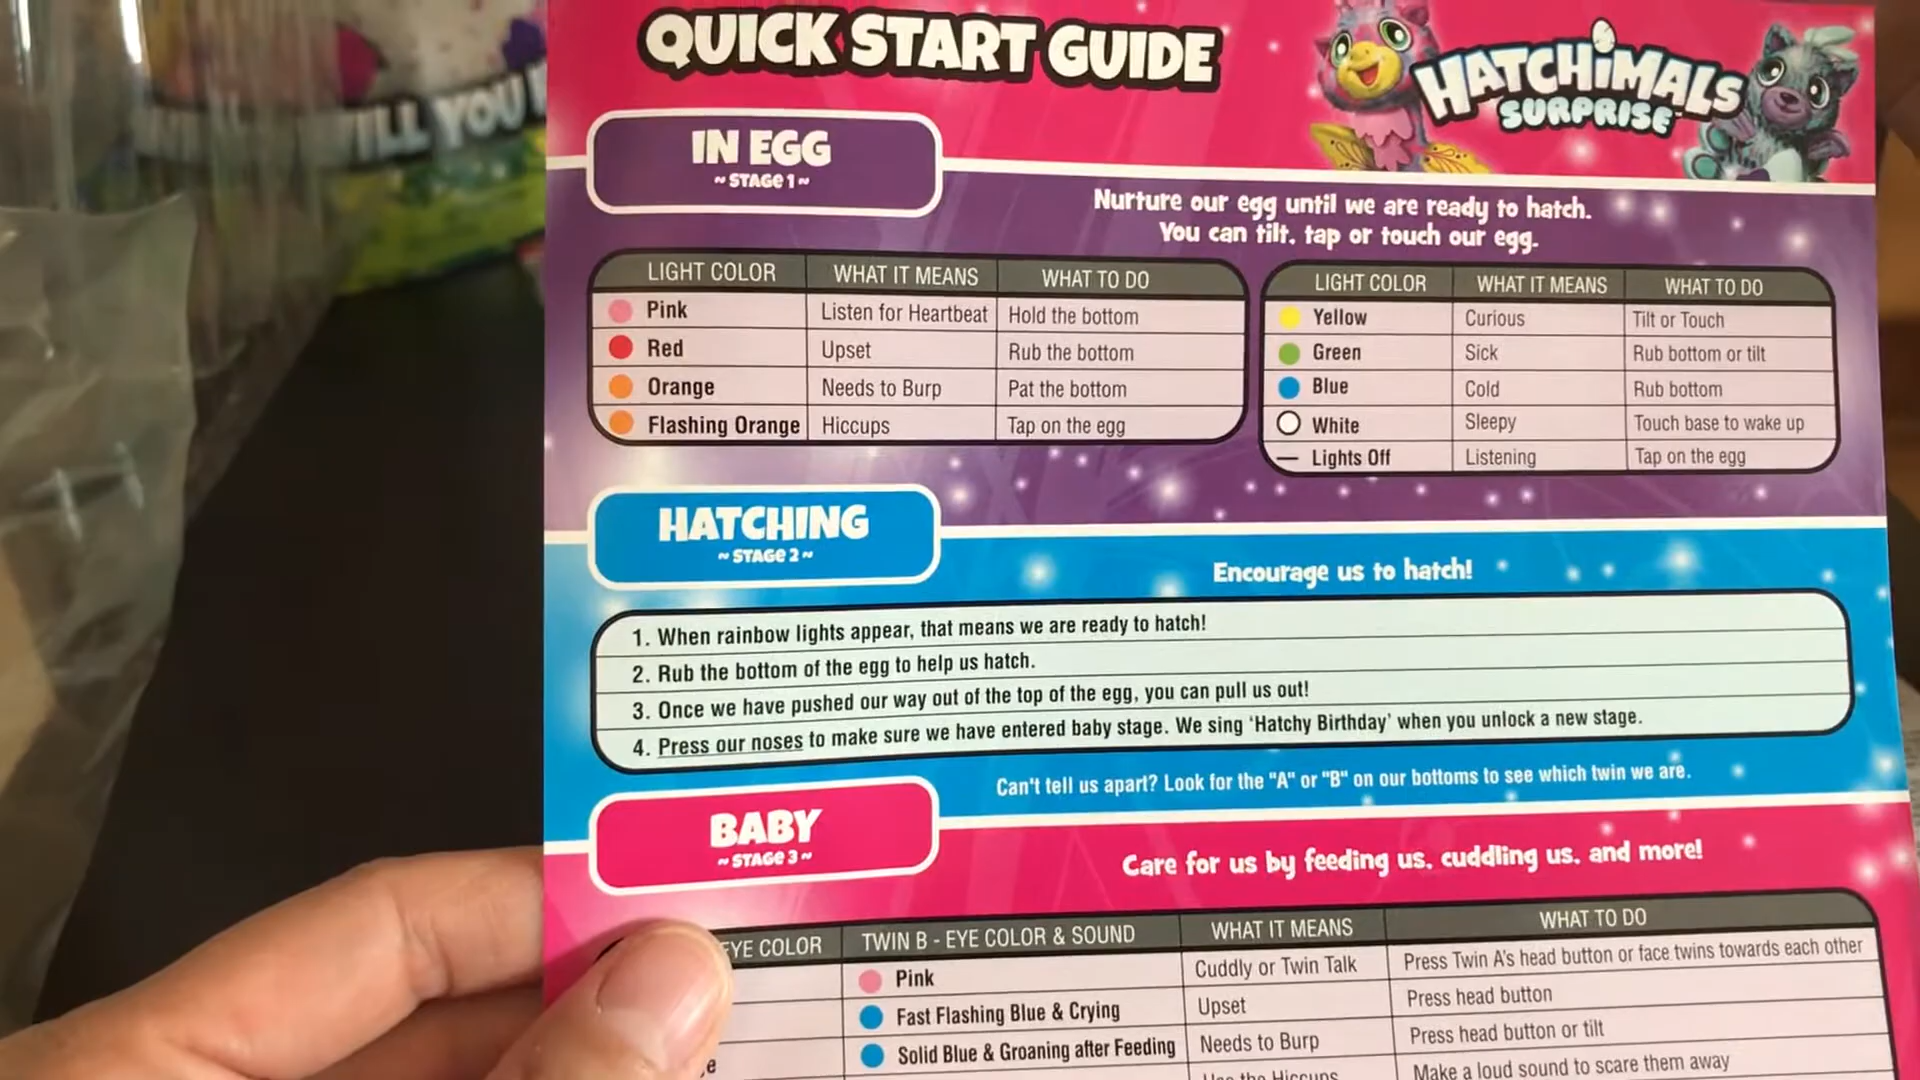 ILL YOU
QUICK START GUIDE
HATCHiMALS
SURPRISE™
IN EGG
~ STAGE 1 ~
Nurture our egg until we are ready to hatch.
You can tilt, tap or touch our egg.
LIGHT COLOR WHAT IT MEANS WHAT TO DO
Pink Listen for Heartbeat Hold the bottom
Red Upset Rub the bottom
Orange Needs to Burp Pat the bottom
Flashing Orange Hiccups Tap on the egg
LIGHT COLOR WHAT IT MEANS WHAT TO DO
Yellow Curious Tilt or Touch
Green Sick Rub bottom or tilt
Blue Cold Rub bottom
White Sleepy Touch base to wake up
Lights Off Listening Tap on the egg
HATCHING
~ STAGE 2 ~
Encourage us to hatch!
1. When rainbow lights appear, that means we are ready to hatch!
2. Rub the bottom of the egg to help us hatch.
3. Once we have pushed our way out of the top of the egg, you can pull us out!
4. Press our noses to make sure we have entered baby stage. We sing ‘Hatchy Birthday’ when you unlock a new stage.
Can't tell us apart? Look for the "A" or "B" on our bottoms to see which twin we are.
BABY
~ STAGE 3 ~
Care for us by feeding us, cuddling us, and more!
EYE COLOR TWIN B - EYE COLOR & SOUND WHAT IT MEANS WHAT TO DO
Pink Cuddly or Twin Talk Press Twin A's head button or face twins towards each other
Fast Flashing Blue & Crying Upset Press head button
Solid Blue & Groaning after Feeding Needs to Burp Press head button or tilt
the Hiccups Make a loud sound to scare them away